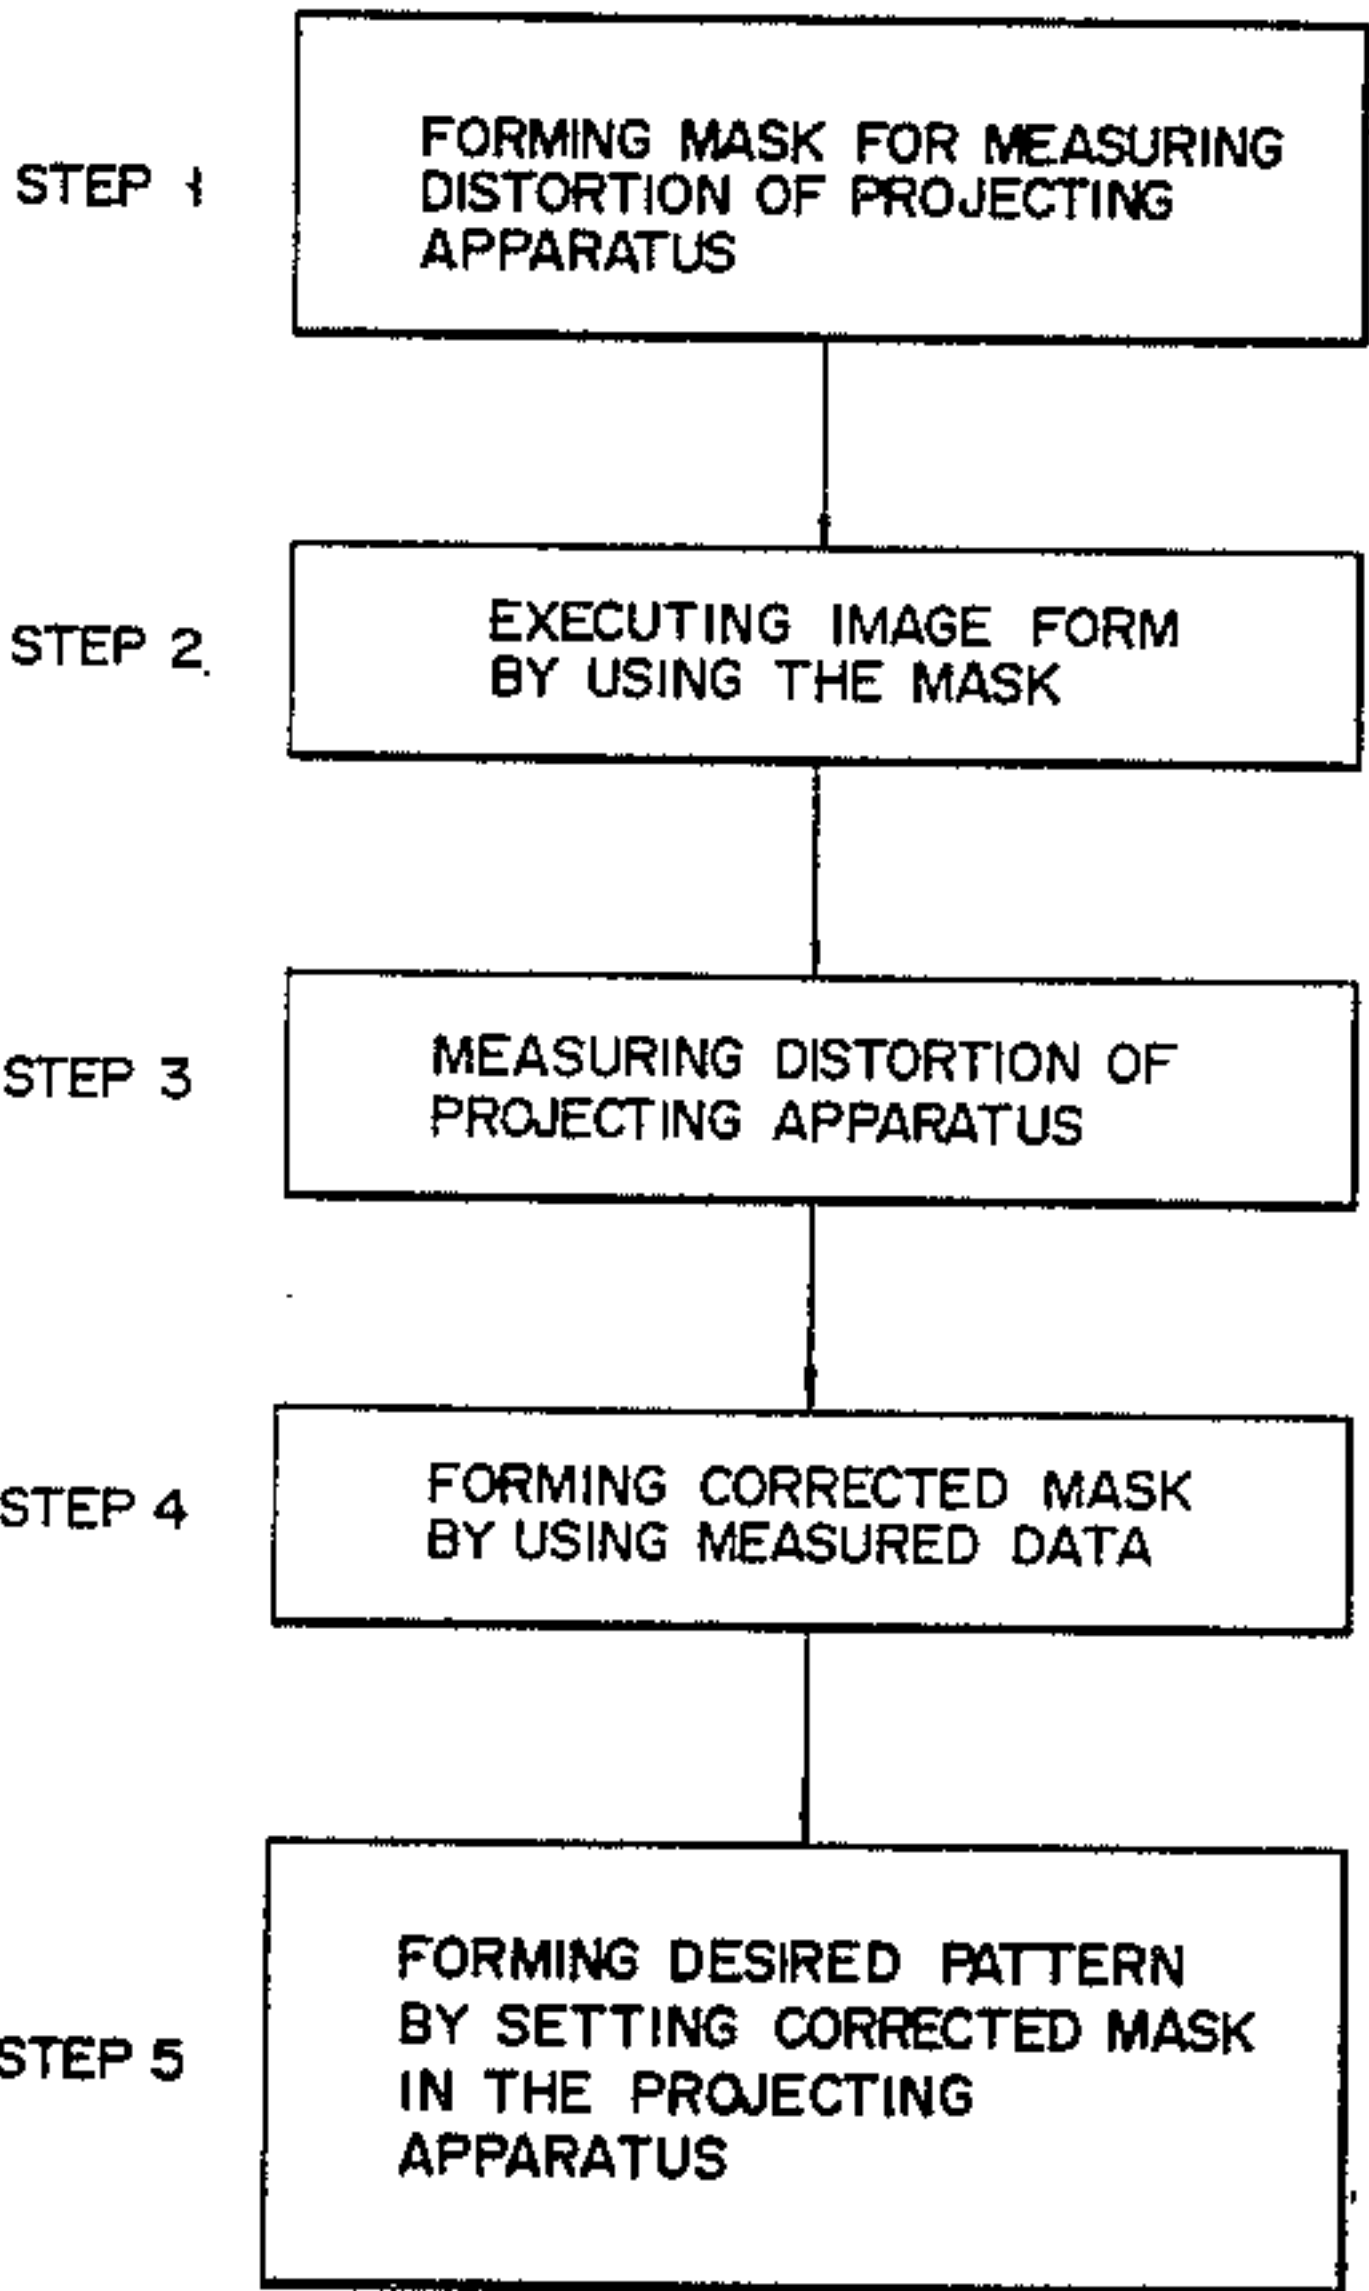 STEP 1
FORMING MASK FOR MEASURING
DISTORTION OF PROJECTING
APPARATUS
STEP 2
EXECUTING IMAGE FORM
BY USING THE MASK
STEP 3
MEASURING DISTORTION OF
PROJECTING APPARATUS
STEP 4
FORMING CORRECTED MASK
BY USING MEASURED DATA
STEP 5
FORMING DESIRED PATTERN
BY SETTING CORRECTED MASK
IN THE PROJECTING
APPARATUS